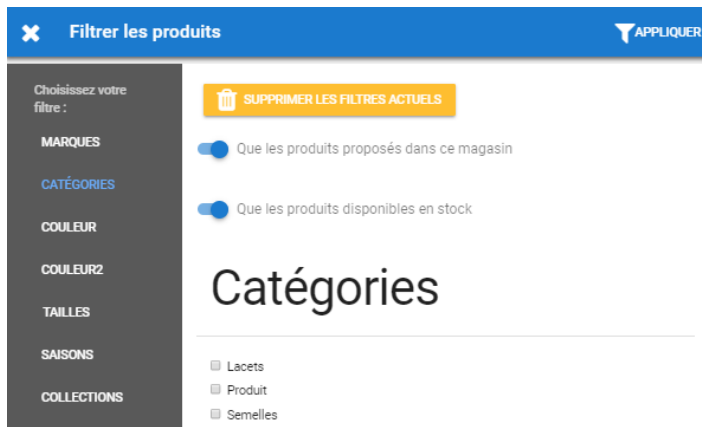 Filtrer les produits
APPLIQUER
Choisissez votre
filtre :
MARQUES
CATÉGORIES
COULEUR
COULEUR2
TAILLES
SAISONS
COLLECTIONS
SUPPRIMER LES FILTRES ACTUELS
Que les produits proposés dans ce magasin
Que les produits disponibles en stock
Catégories
Lacets
Produit
Semelles